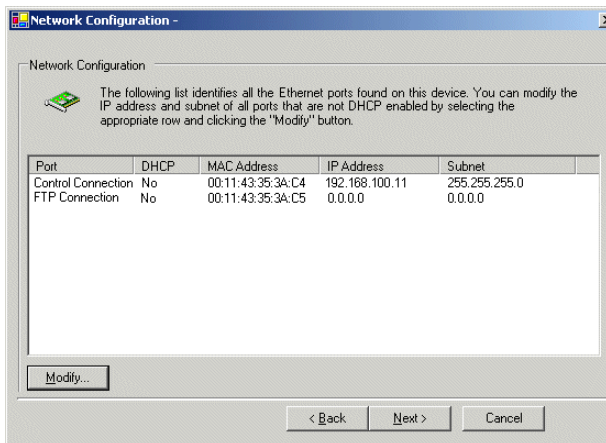 Network Configuration -
Network Configuration
The following list identifies all the Ethernet ports found on this device. You can modify the
IP address and subnet of all ports that are not DHCP enabled by selecting the
appropriate row and clicking the "Modify" button.
Port DHCP MAC Address IP Address Subnet
Control Connection No 00:11:43:35:3A:C4 192.168.100.11 255.255.255.0
FTP Connection No 00:11:43:35:3A:C5 0.0.0.0 0.0.0.0
Modify...
< Back Next > Cancel